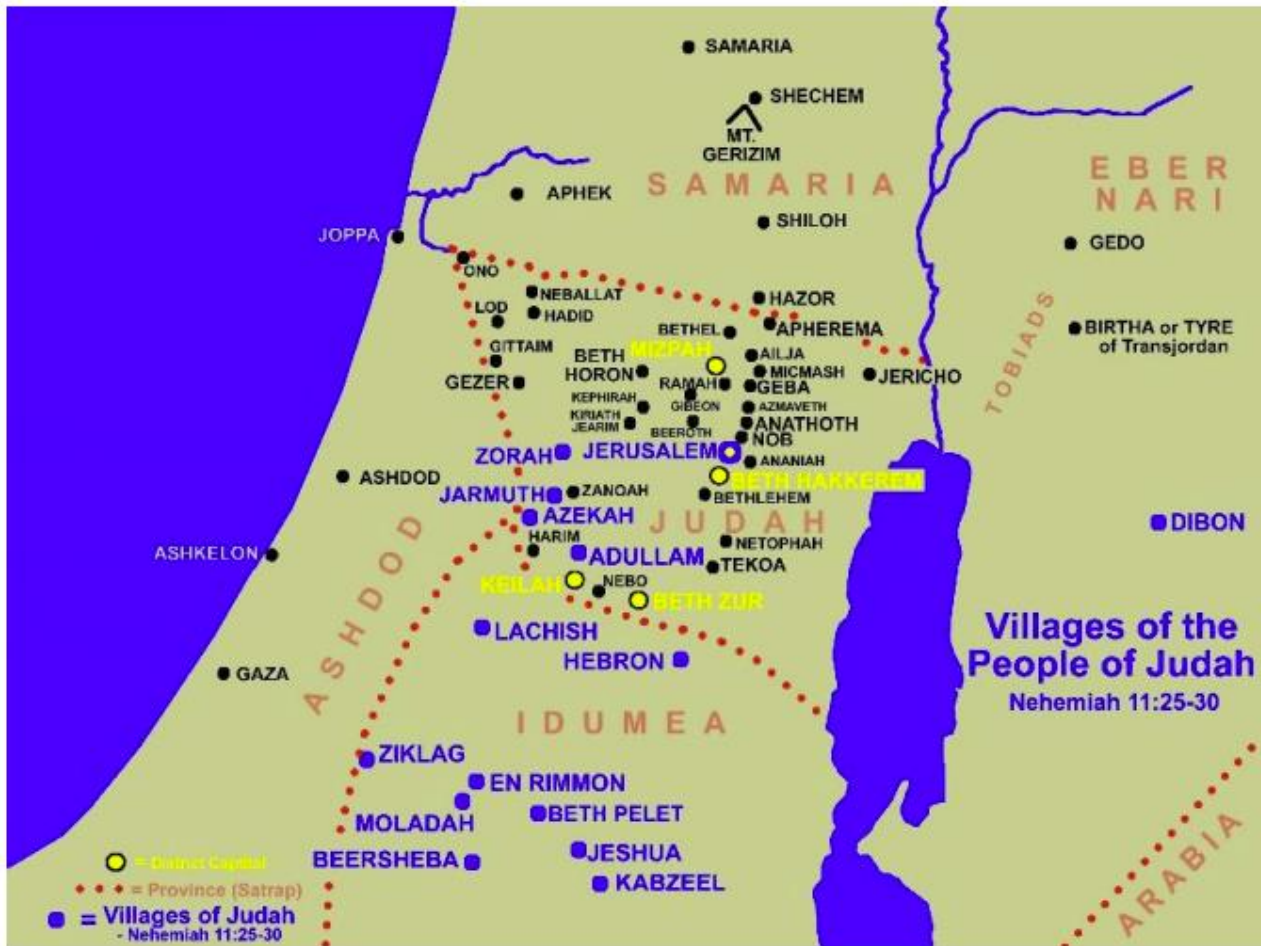 SAMARIA
SHECHEM
MT.
GERIZIM
SAMARIA
EBER
NARI
APHEK
SHILOH
JOPPA
GEDO
ONO
NEBALLAT
HAZOR
LOD
HADID
BETHEL
APHEREMA
BIRTHA or TYRE
of Transjordan
TOBIADS
GITTAIM
BETH
HORON
MIZPAH
AILJA
MICMASH
JERICHO
GEZER
RAMAH
GEBA
KEPHIRAH
GIBEON
AZMAVETH
KIRIATH
JEARIM
BEEROTH
ANATHOTH
NOB
ZORAH
JERUSALEM
ANANIAH
ASHDOD
BETH HAKKEREM
JARMUTH
ZANOAH
BETHLEHEM
AZEKAH
JUDAH
DIBON
HARIM
NETOPHAH
ASHKELON
ADULLAM
TEKOA
KEILAH
NEBO
BETH ZUR
ASHDOD
LACHISH
HEBRON
Villages of the
People of Judah
Nehemiah 11:25-30
GAZA
IDUMEA
ZIKLAG
EN RIMMON
MOLADAH
BETH PELET
BEERSHEBA
JESHUA
KABZEEL
ARABIA
= District Capital
= Province (Satrap)
= Villages of Judah
- Nehemiah 11:25-30